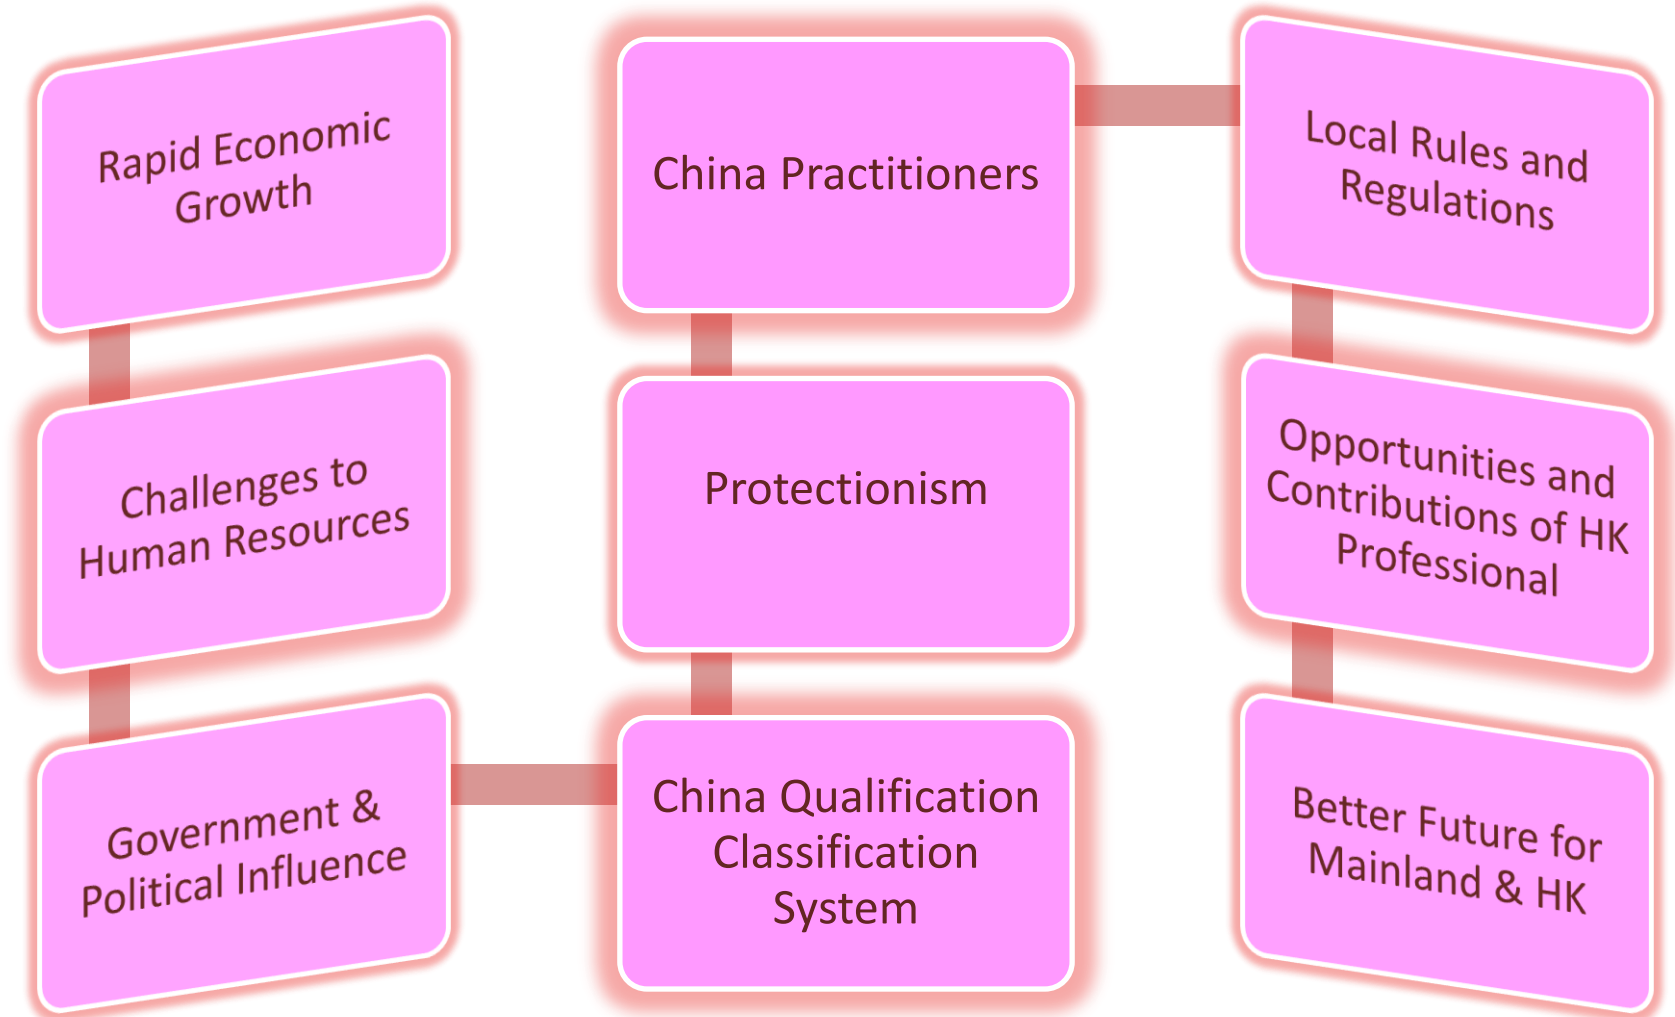 Rapid Economic
Growth
Challenges to
Human Resources
Government &
Political Influence
China Qualification
Classification
System
Protectionism
China Practitioners
Local Rules and
Regulations
Opportunities and
Contributions of HK
Professional
Better Future for
Mainland & HK